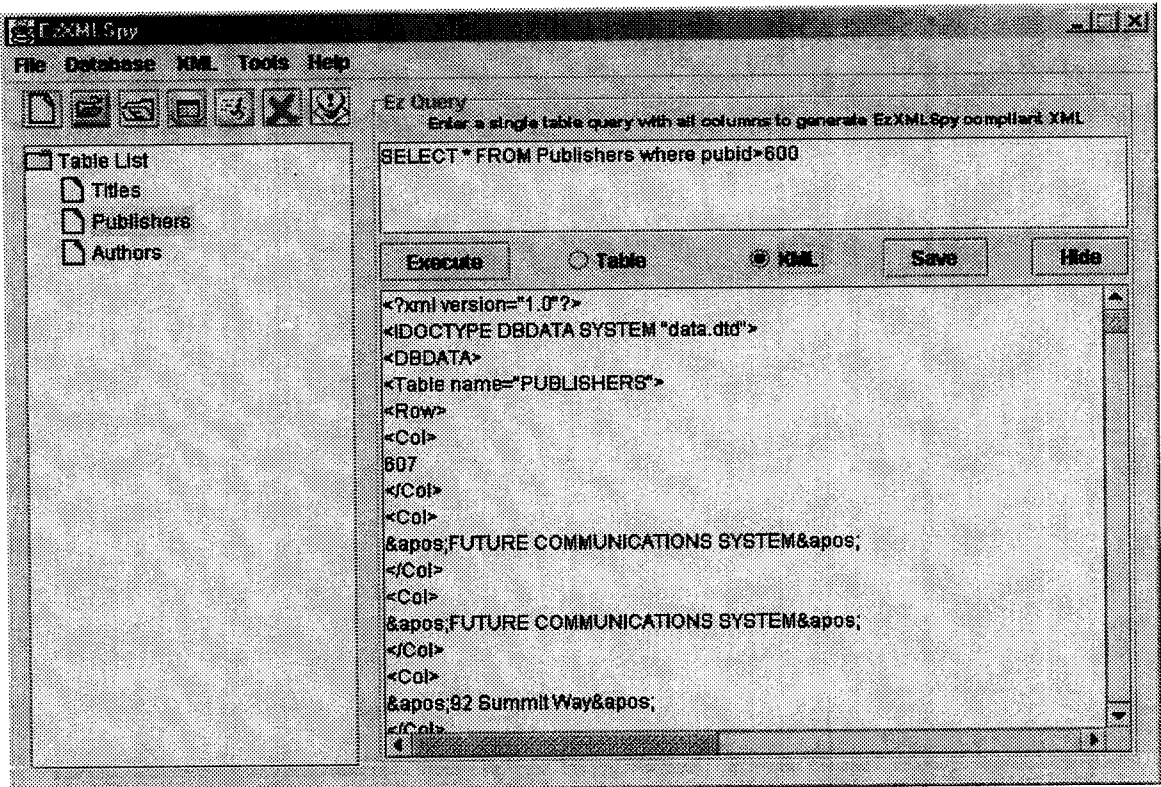 EzXMLSpy
File Database XML Tools Help
Ez Query
Enter a single table query with all columns to generate EzXMLSpy compliant XML
SELECT * FROM Publishers where pubid>600
Table List
Titles
Publishers
Authors
Execute Table XML Save Hide
<?xml version="1.0"?>
<!DOCTYPE DBDATA SYSTEM "data.dtd">
<DBDATA>
<Table name="PUBLISHERS">
<Row>
<Col>
607
</Col>
<Col>
&apos;FUTURE COMMUNICATIONS SYSTEM&apos;
</Col>
<Col>
&apos;FUTURE COMMUNICATIONS SYSTEM&apos;
</Col>
<Col>
&apos;92 Summit Way&apos;
</Col>